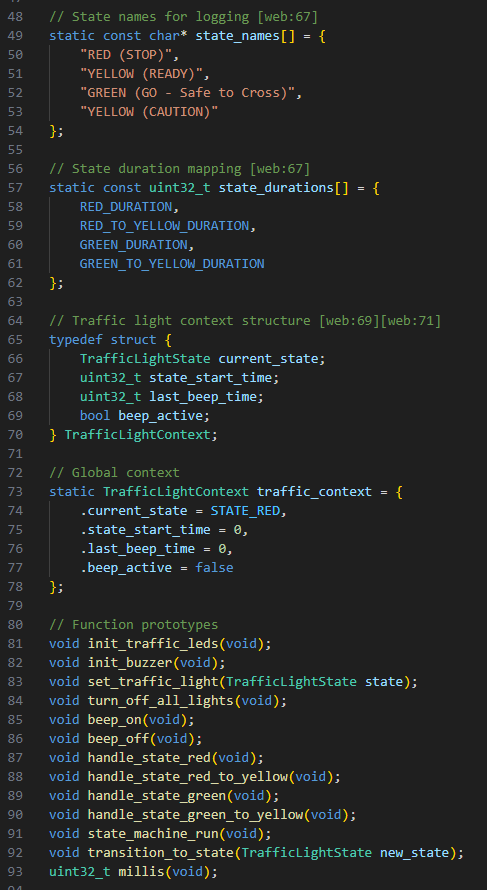 48 // State names for logging [web:67]
49 static const char* state_names[] = {
50     "RED (STOP)",
51     "YELLOW (READY)",
52     "GREEN (GO - Safe to Cross)",
53     "YELLOW (CAUTION)"
54 };
55
56 // State duration mapping [web:67]
57 static const uint32_t state_durations[] = {
58     RED_DURATION,
59     RED_TO_YELLOW_DURATION,
60     GREEN_DURATION,
61     GREEN_TO_YELLOW_DURATION
62 };
63
64 // Traffic light context structure [web:69][web:71]
65 typedef struct {
66     TrafficLightState current_state;
67     uint32_t state_start_time;
68     uint32_t last_beep_time;
69     bool beep_active;
70 } TrafficLightContext;
71
72 // Global context
73 static TrafficLightContext traffic_context = {
74     .current_state = STATE_RED,
75     .state_start_time = 0,
76     .last_beep_time = 0,
77     .beep_active = false
78 };
79
80 // Function prototypes
81 void init_traffic_leds(void);
82 void init_buzzer(void);
83 void set_traffic_light(TrafficLightState state);
84 void turn_off_all_lights(void);
85 void beep_on(void);
86 void beep_off(void);
87 void handle_state_red(void);
88 void handle_state_red_to_yellow(void);
89 void handle_state_green(void);
90 void handle_state_green_to_yellow(void);
91 void state_machine_run(void);
92 void transition_to_state(TrafficLightState new_state);
93 uint32_t millis(void);